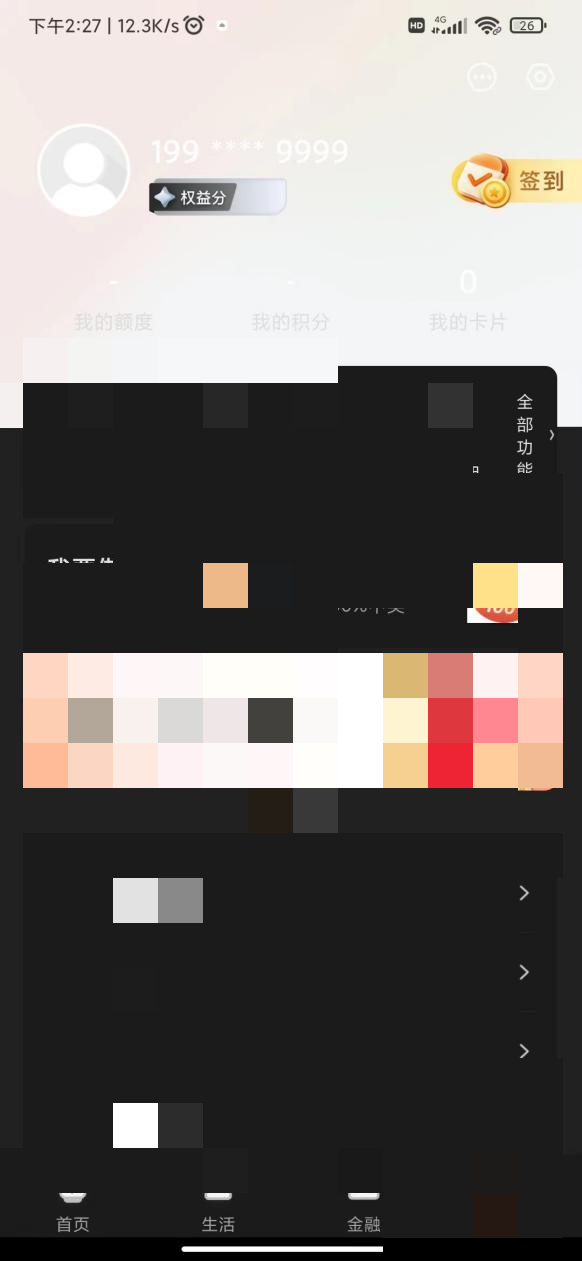 下午2:27 | 12.3K/s
HD 4G 26
199 **** 9999
权益分
签到
-
-
0
我的额度
我的积分
我的卡片
全
部
功
能
首页
生活
金融